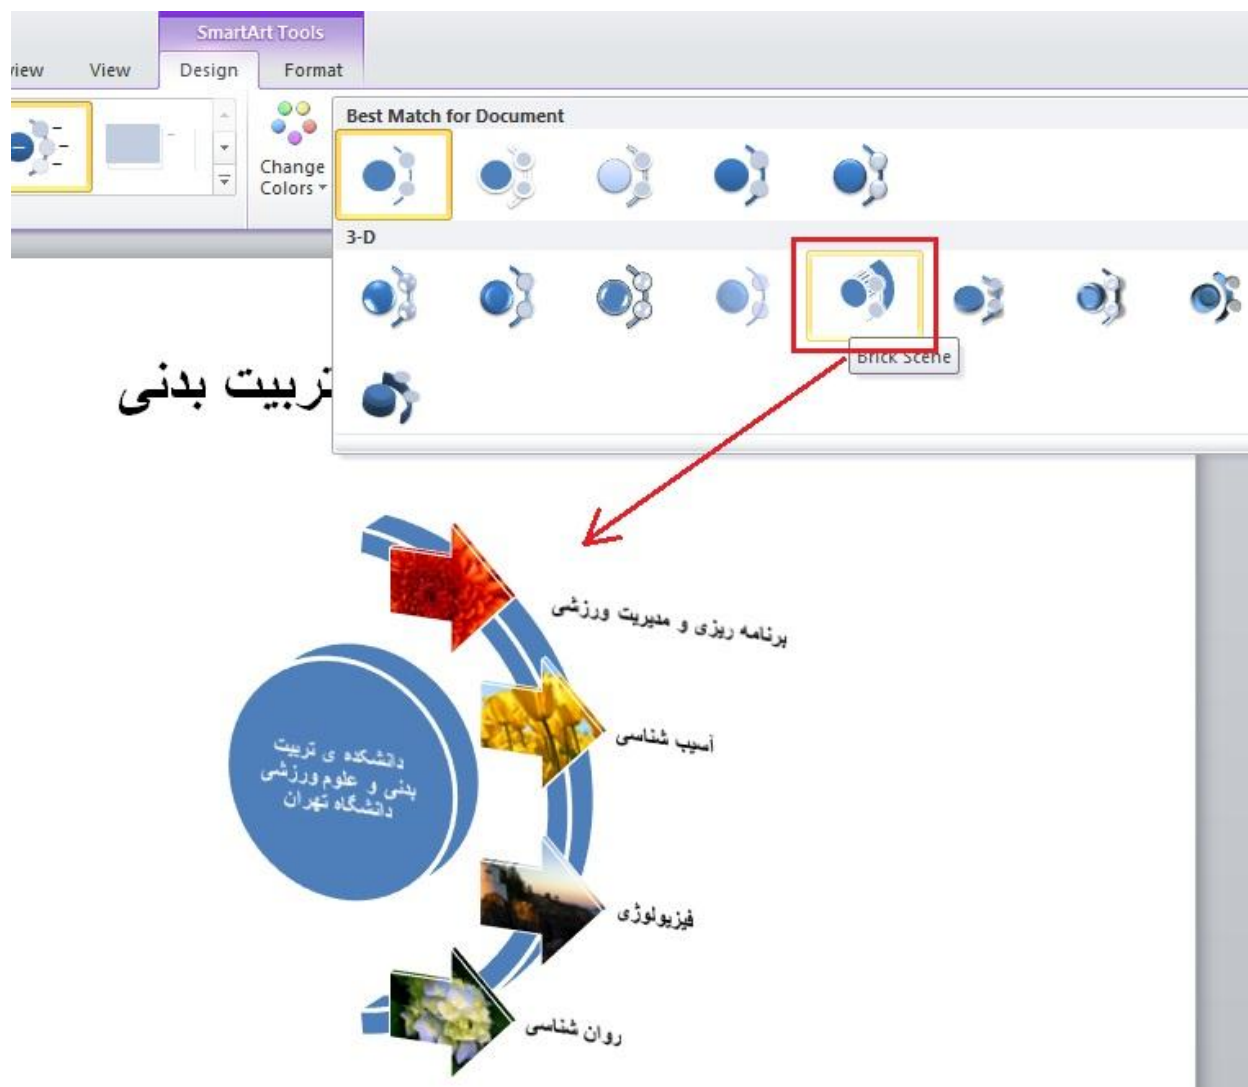 SmartArt Tools
View
Design
Format
Change
Colors
Best Match for Document
3-D
Brick Scene
تربیت بدنی
برنامه ریزی و مدیریت ورزشی
آسیب شناسی
دانشکده ی تربیت
بدنی و علوم ورزشی
دانشگاه تهران
فیزیولوژی
روان شناسی